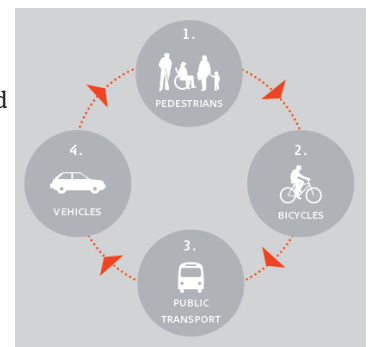 d
1.
PEDESTRIANS
2.
BICYCLES
3.
PUBLIC
TRANSPORT
4.
VEHICLES